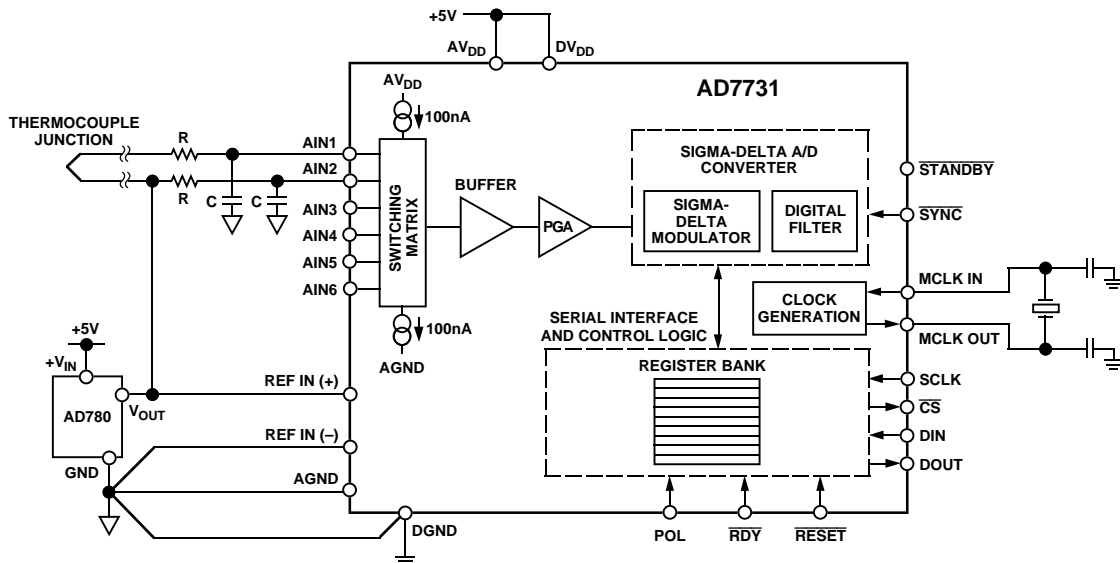 +5V
AVDD
DVDD
AD7731
AVDD
100nA
THERMOCOUPLE
JUNCTION
R
R
C
C
AIN1
AIN2
AIN3
AIN4
AIN5
AIN6
SWITCHING
MATRIX
BUFFER
PGA
SIGMA-DELTA A/D
CONVERTER
SIGMA-
DELTA
MODULATOR
DIGITAL
FILTER
STANDBY
SYNC
100nA
AGND
SERIAL INTERFACE
AND CONTROL LOGIC
CLOCK
GENERATION
MCLK IN
MCLK OUT
REGISTER BANK
+5V
+VIN
AD780
VOUT
GND
REF IN (+)
REF IN (–)
AGND
DGND
SCLK
CS
DIN
DOUT
POL
RDY
RESET